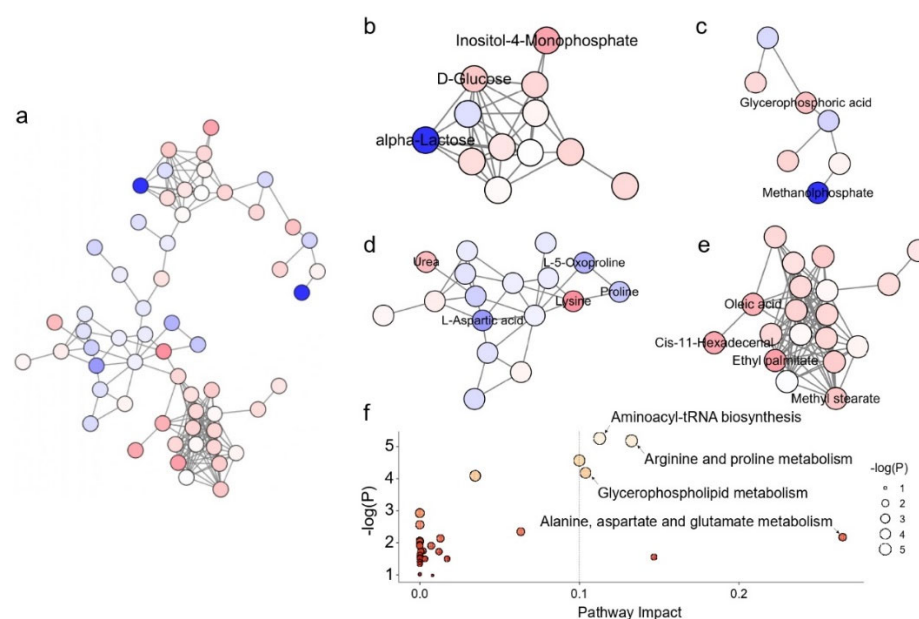 a
b
Inositol-4-Monophosphate
D-Glucose
alpha-Lactose
c
Glycerophosphoric acid
Methanolphosphate
d
Urea
L-5-Oxoproline
Lysine
Proline
L-Aspartic acid
e
Oleic acid
Cis-11-Hexadecenal
Ethyl palmitate
Methyl stearate
f
Aminoacyl-tRNA biosynthesis
Arginine and proline metabolism
Glycerophospholipid metabolism
Alanine, aspartate and glutamate metabolism
-log(P)
5
4
3
2
1
0.0
0.1
0.2
Pathway Impact
-log(P)
1
2
3
4
5